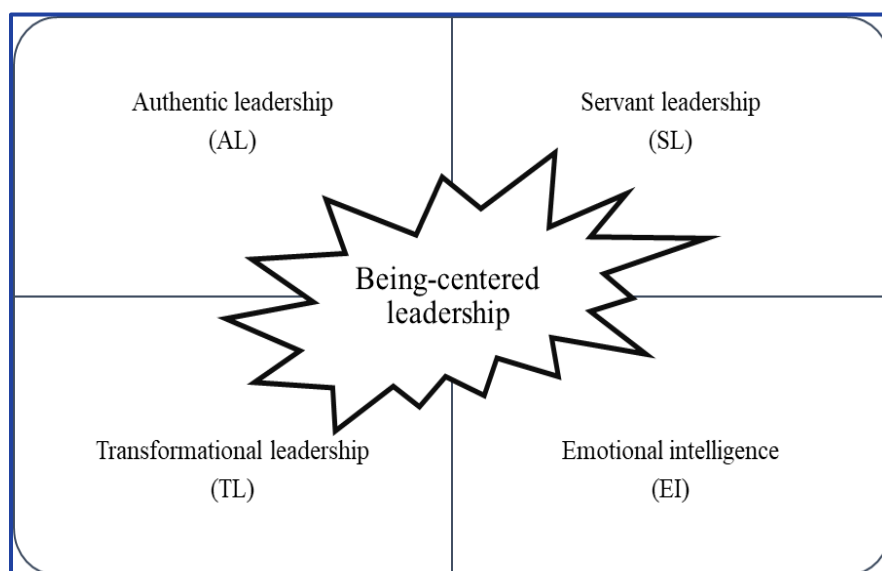 Authentic leadership
(AL)
Servant leadership
(SL)
Being-centered
leadership
Transformational leadership
(TL)
Emotional intelligence
(EI)